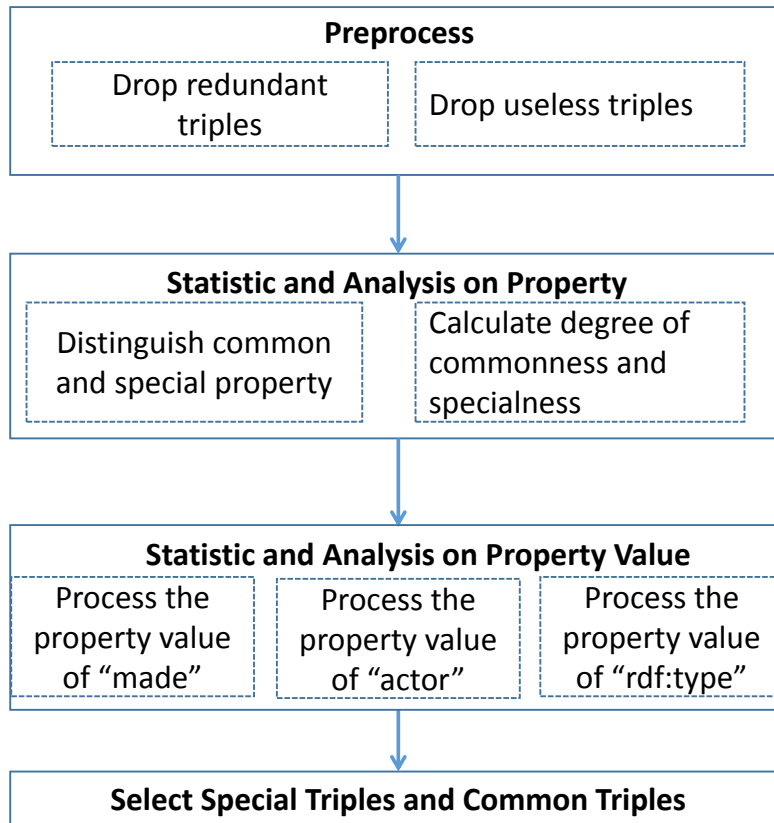 Preprocess
Drop redundant
triples
Drop useless triples
Statistic and Analysis on Property
Distinguish common
and special property
Calculate degree of
commonness and
specialness
Statistic and Analysis on Property Value
Process the
property value
of “made”
Process the
property value
of “actor”
Process the
property value
of “rdf:type”
Select Special Triples and Common Triples